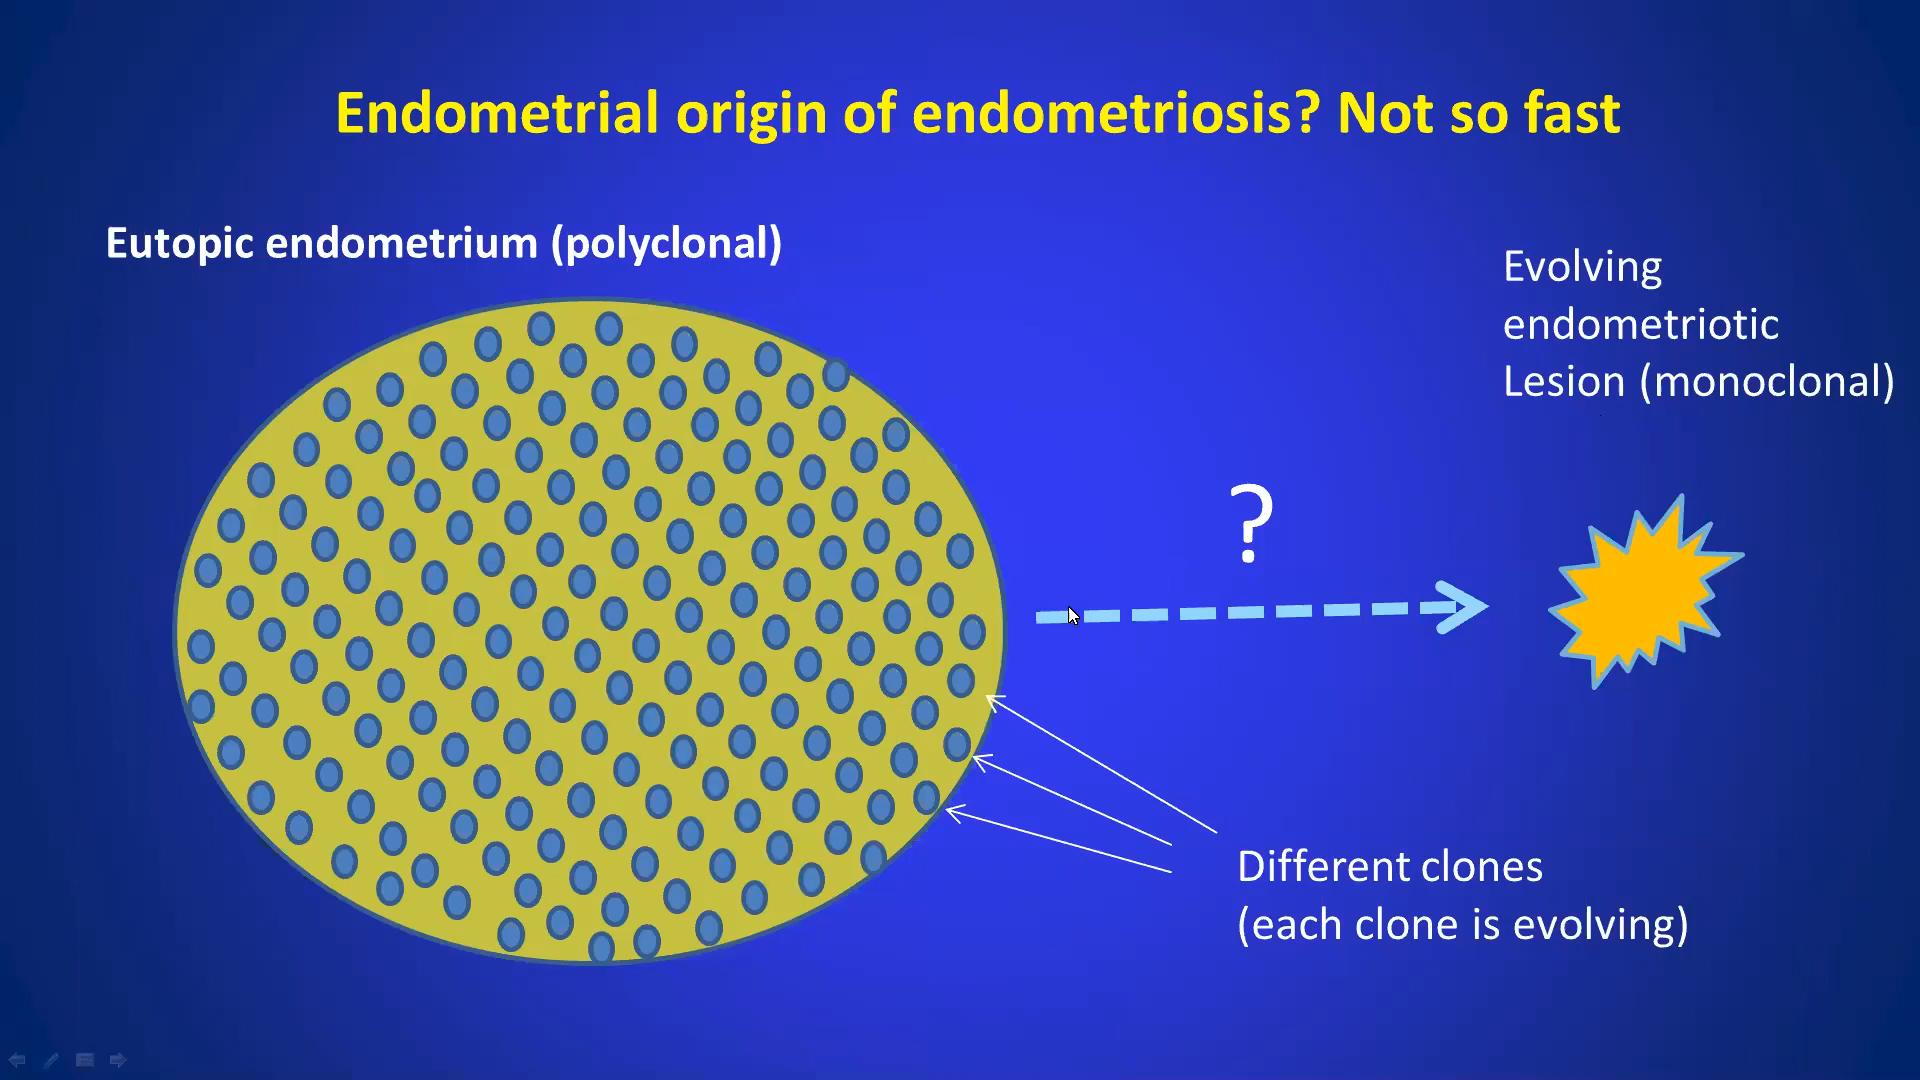 Endometrial origin of endometriosis? Not so fast
Eutopic endometrium (polyclonal)
Evolving
endometriotic
Lesion (monoclonal)
?
Different clones
(each clone is evolving)